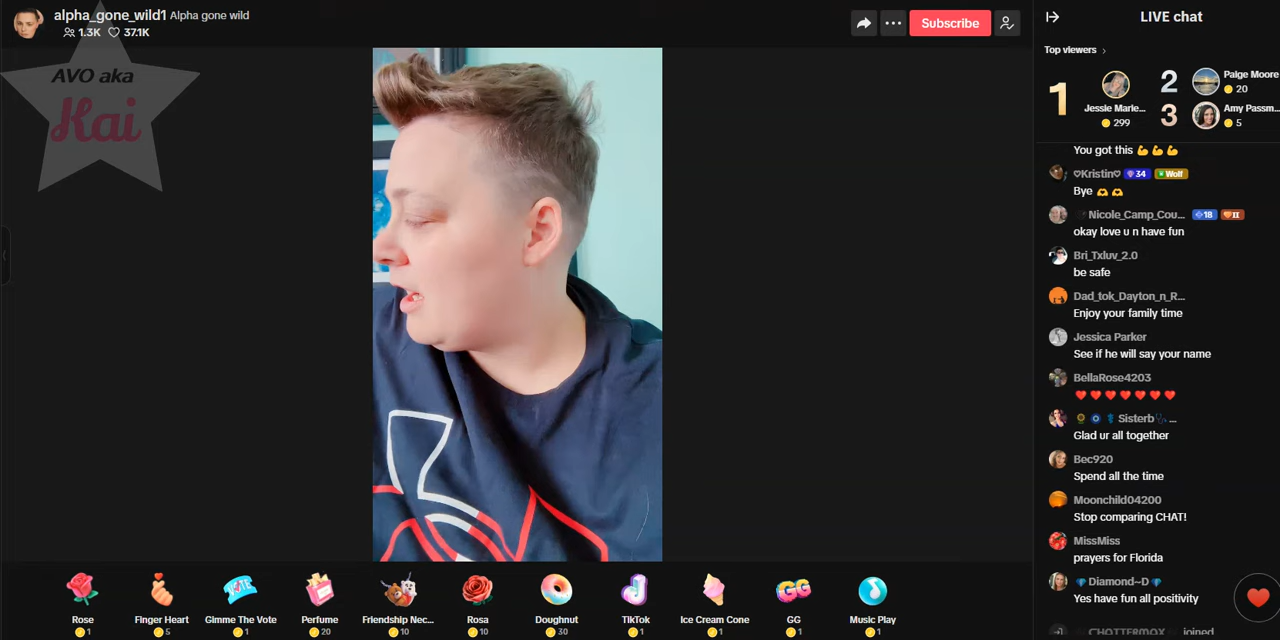 alpha_gone_wild1 Alpha gone wild
1.3K 37.1K
Subscribe
AVO aka
Kai
LIVE chat
Top viewers
1
Jessie Marle...
299
2
Paige Moore
20
3
Amy Passm...
5
You got this 💪💪💪
♡Kristin♡ 34 Wolf
Bye 🫶🫶
Nicole_Camp_Cou... 18 II
okay love u n have fun
Bri_Txluv_2.0
be safe
Dad_tok_Dayton_n_R...
Enjoy your family time
Jessica Parker
See if he will say your name
BellaRose4203
❤️❤️❤️❤️❤️❤️❤️
Sisterb🩺...
Glad ur all together
Bec920
Spend all the time
Moonchild04200
Stop comparing CHAT!
MissMiss
prayers for Florida
💎Diamond~D💎
Yes have fun all positivity
CHATTERMAX joined
Rose
1
Finger Heart
5
VOTE
Gimme The Vote
1
Perfume
20
Friendship Nec...
10
Rosa
10
Doughnut
30
TikTok
1
Ice Cream Cone
1
GG
GG
1
Music Play
1